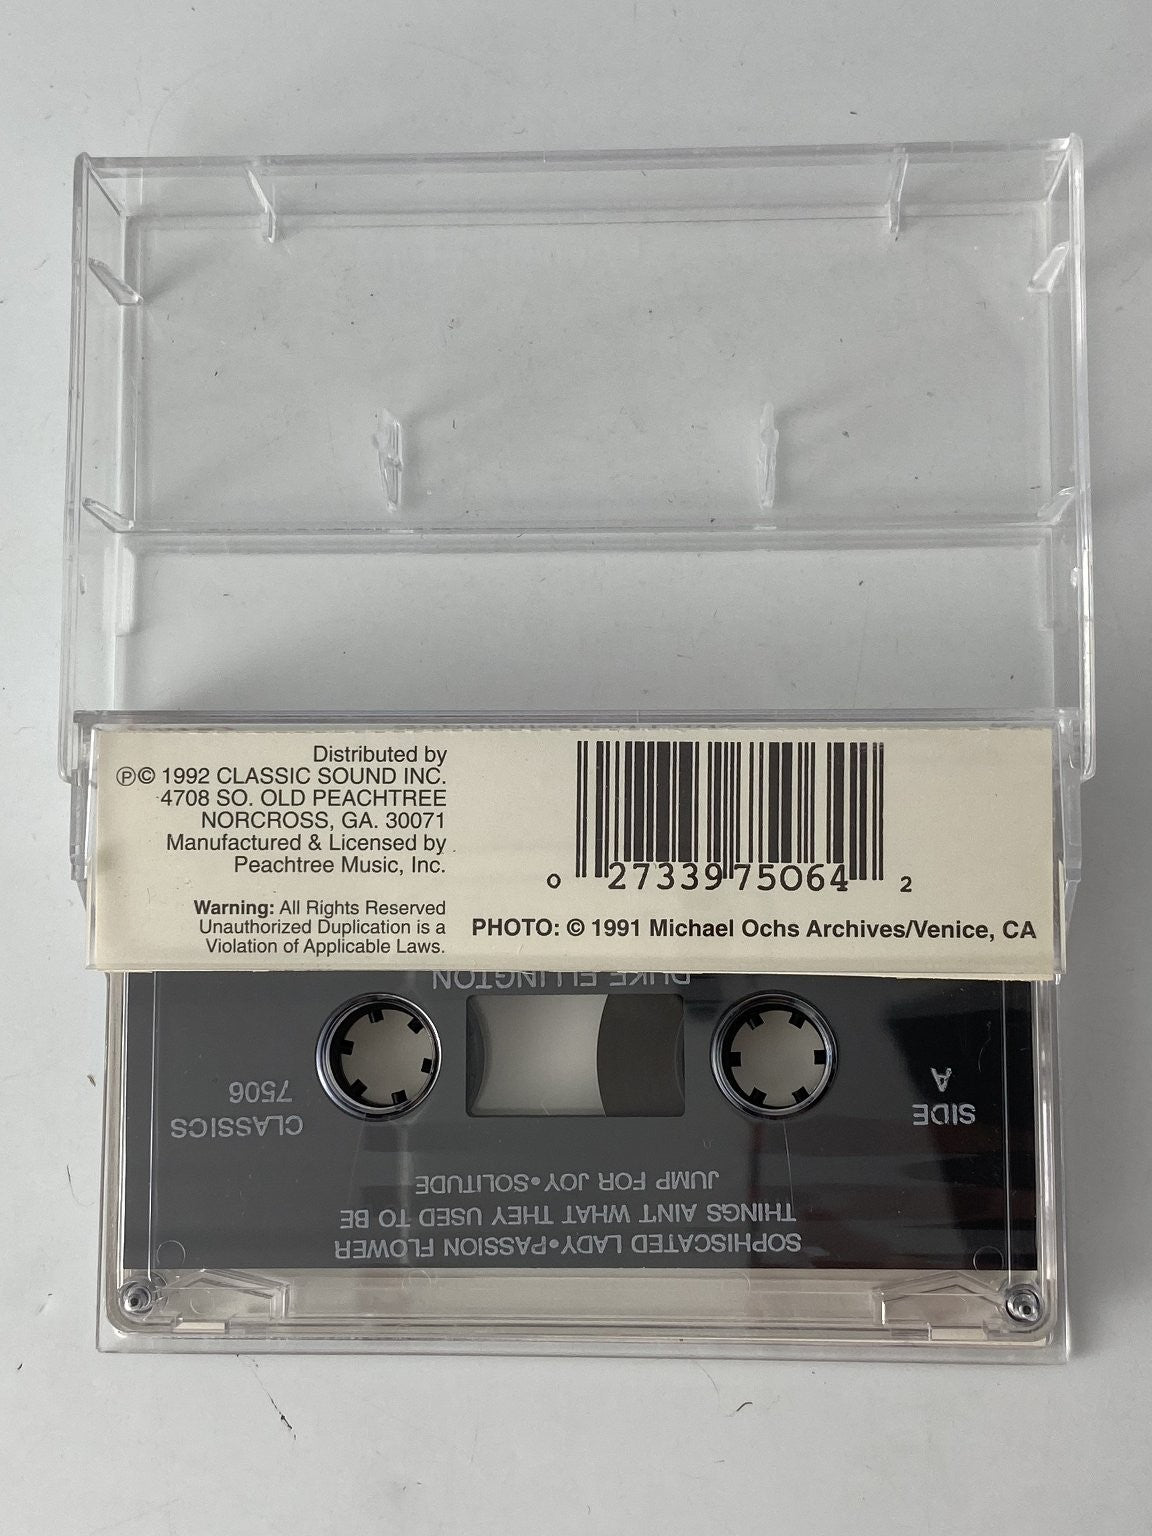 Distributed by
℗© 1992 CLASSIC SOUND INC.
4708 SO. OLD PEACHTREE
NORCROSS, GA. 30071
Manufactured & Licensed by
Peachtree Music, Inc.
Warning: All Rights Reserved
Unauthorized Duplication is a
Violation of Applicable Laws.
0 27339 75064 2
PHOTO: © 1991 Michael Ochs Archives/Venice, CA
DUKE ELLINGTON
SIDE
A
CLASSICS
7506
SOPHISCATED LADY•PASSION FLOWER
THINGS AIN'T WHAT THEY USED TO BE
JUMP FOR JOY•SOLITUDE